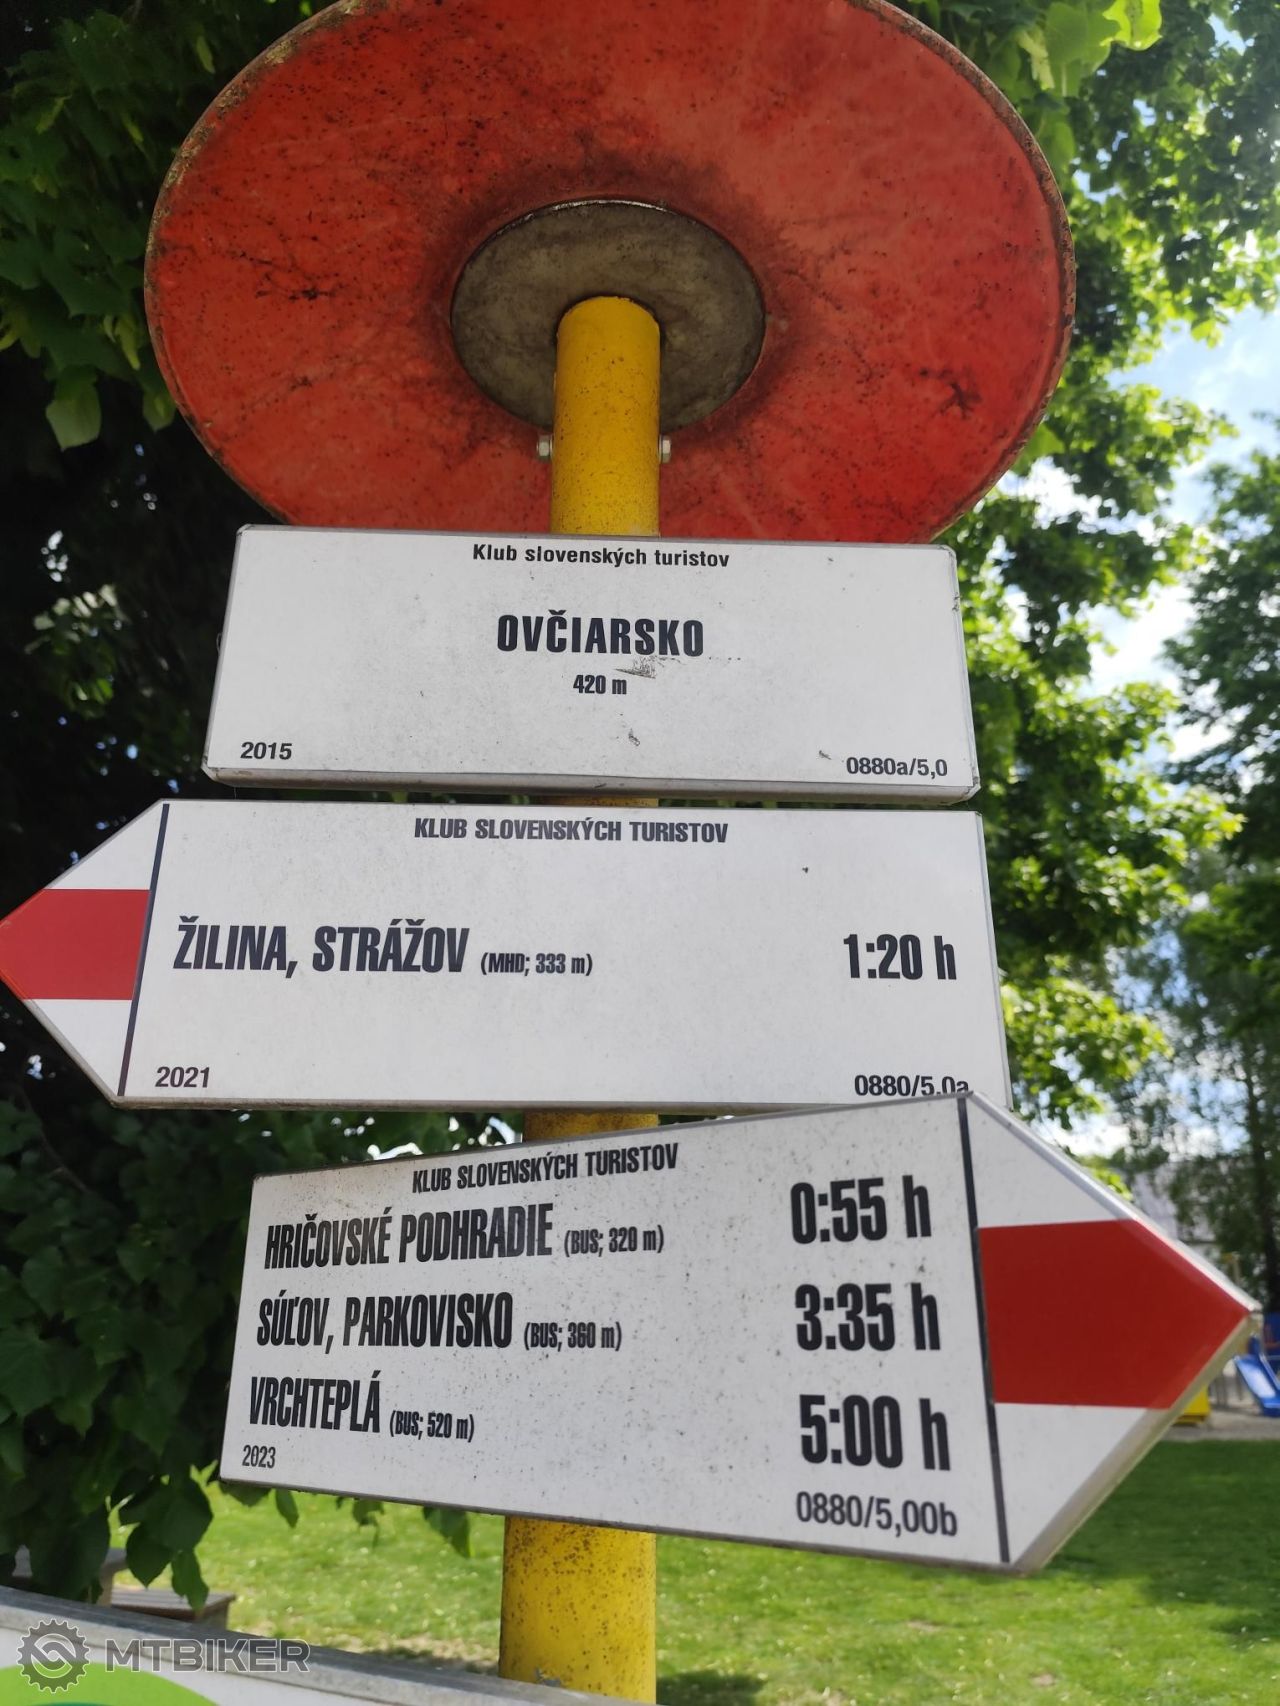 Klub slovenských turistov
OVČIARSKO
420 m
2015 0880a/5,0
KLUB SLOVENSKÝCH TURISTOV
ŽILINA, STRÁŽOV (MHD; 333 m) 1:20 h
2021 0880/5,0a
KLUB SLOVENSKÝCH TURISTOV
HRIČOVSKÉ PODHRADIE (BUS; 320 m) 0:55 h
SÚĽOV, PARKOVISKO (BUS; 360 m) 3:35 h
VRCHTEPLÁ (BUS; 520 m) 5:00 h
2023 0880/5,00b
MTBIKER